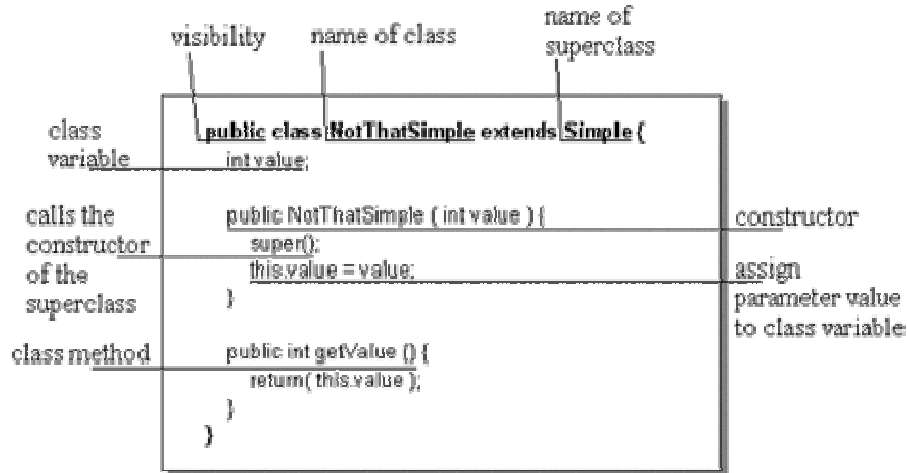 visibility
name of class
name of
superclass
public class NotThatSimple extends Simple {
class
variable
int value;
calls the
constructor
of the
superclass
public NotThatSimple ( int value ) {
super();
this.value = value;
}
constructor
assign
parameter value
to class variable
class method
public int getValue () {
return( this.value );
}
}